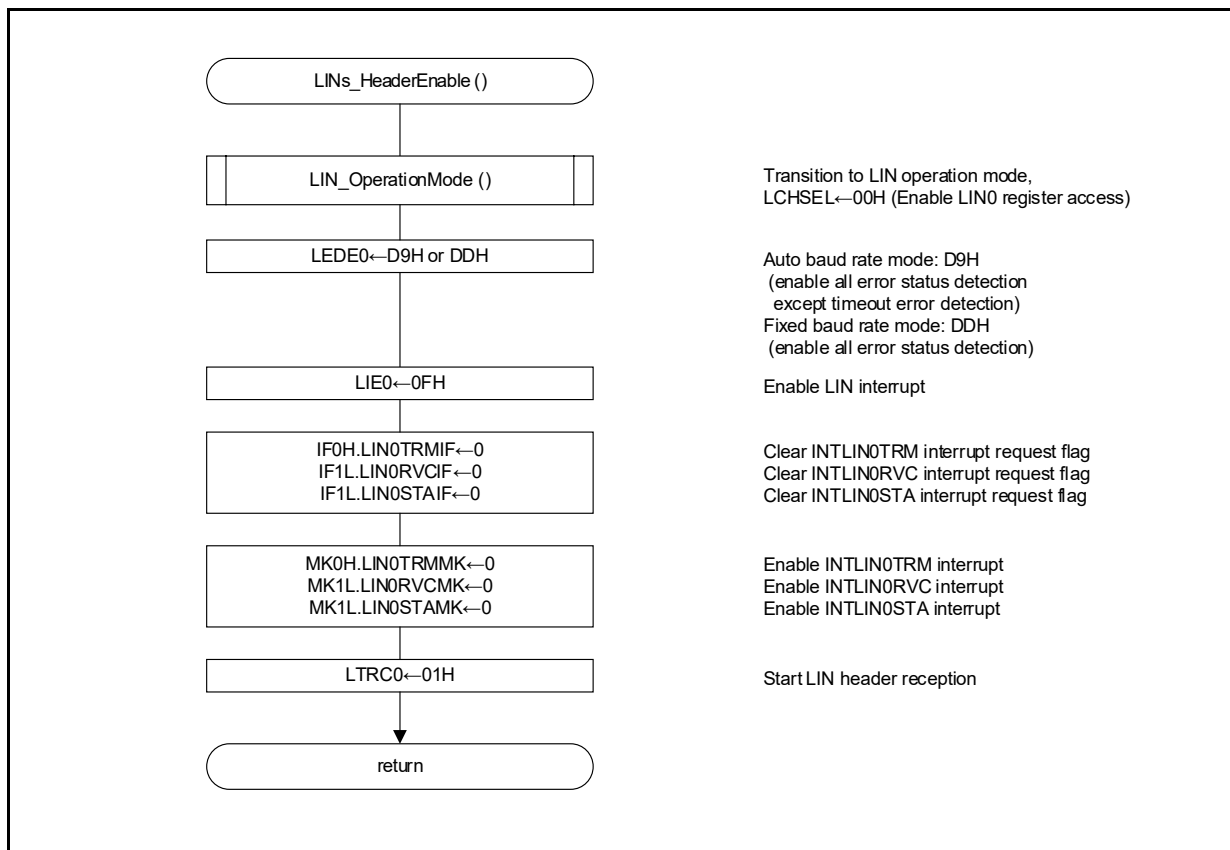 LINs_HeaderEnable ()
LIN_OperationMode ()
Transition to LIN operation mode,
LCHSEL←00H (Enable LIN0 register access)
LEDE0←D9H or DDH
Auto baud rate mode: D9H
(enable all error status detection
except timeout error detection)
Fixed baud rate mode: DDH
(enable all error status detection)
LIE0←0FH
Enable LIN interrupt
IF0H.LIN0TRMIF←0
IF1L.LIN0RVCIF←0
IF1L.LIN0STAIF←0
Clear INTLIN0TRM interrupt request flag
Clear INTLIN0RVC interrupt request flag
Clear INTLIN0STA interrupt request flag
MK0H.LIN0TRMMK←0
MK1L.LIN0RVCMK←0
MK1L.LIN0STAMK←0
Enable INTLIN0TRM interrupt
Enable INTLIN0RVC interrupt
Enable INTLIN0STA interrupt
LTRC0←01H
Start LIN header reception
return